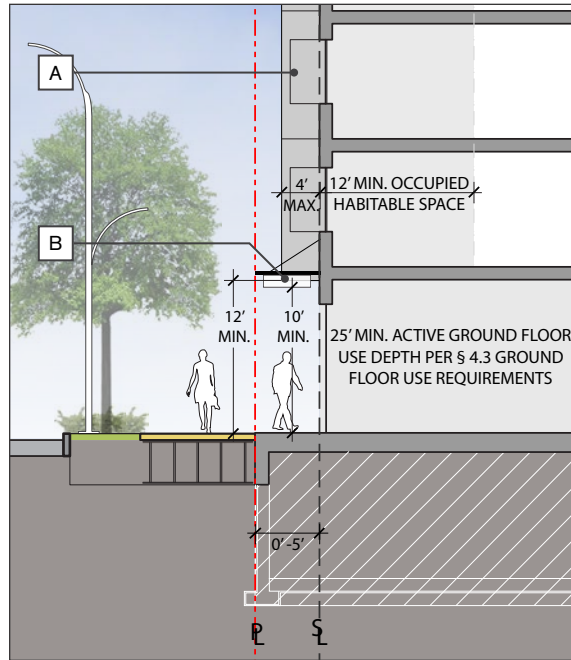 A
4'
MAX.
12' MIN. OCCUPIED
HABITABLE SPACE
B
12'
MIN.
10'
MIN.
25' MIN. ACTIVE GROUND FLOOR
USE DEPTH PER § 4.3 GROUND
FLOOR USE REQUIREMENTS
0'-5'
PL
SL